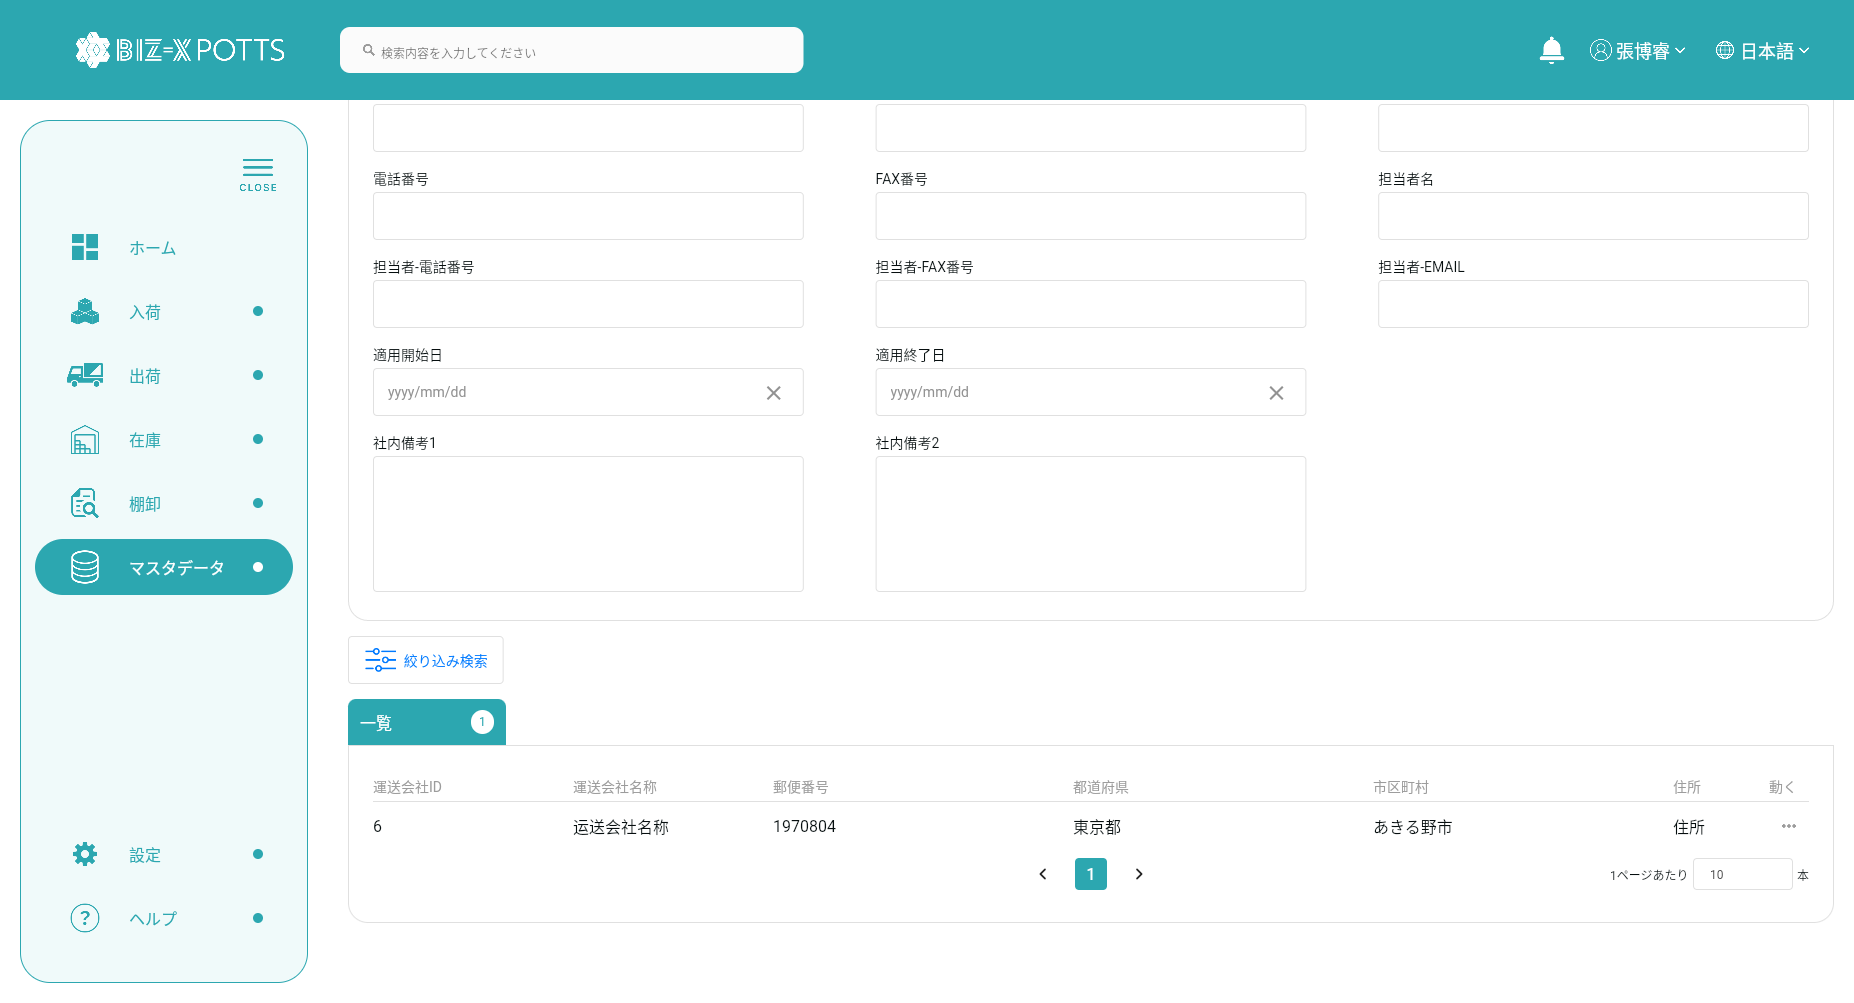 BIZ=X POTTS
検索内容を入力してください
張博睿
日本語
CLOSE
ホーム
入荷
出荷
在庫
棚卸
マスタデータ
設定
ヘルプ
電話番号 FAX番号 担当者名
担当者-電話番号 担当者-FAX番号 担当者-EMAIL
適用開始日 適用終了日
yyyy/mm/dd yyyy/mm/dd
社内備考1 社内備考2
絞り込み検索
一覧 1
運送会社ID 運送会社名称 郵便番号 都道府県 市区町村 住所 動く
6 运送会社名称 1970804 東京都 あきる野市 住所
1
1ページあたり 10 本